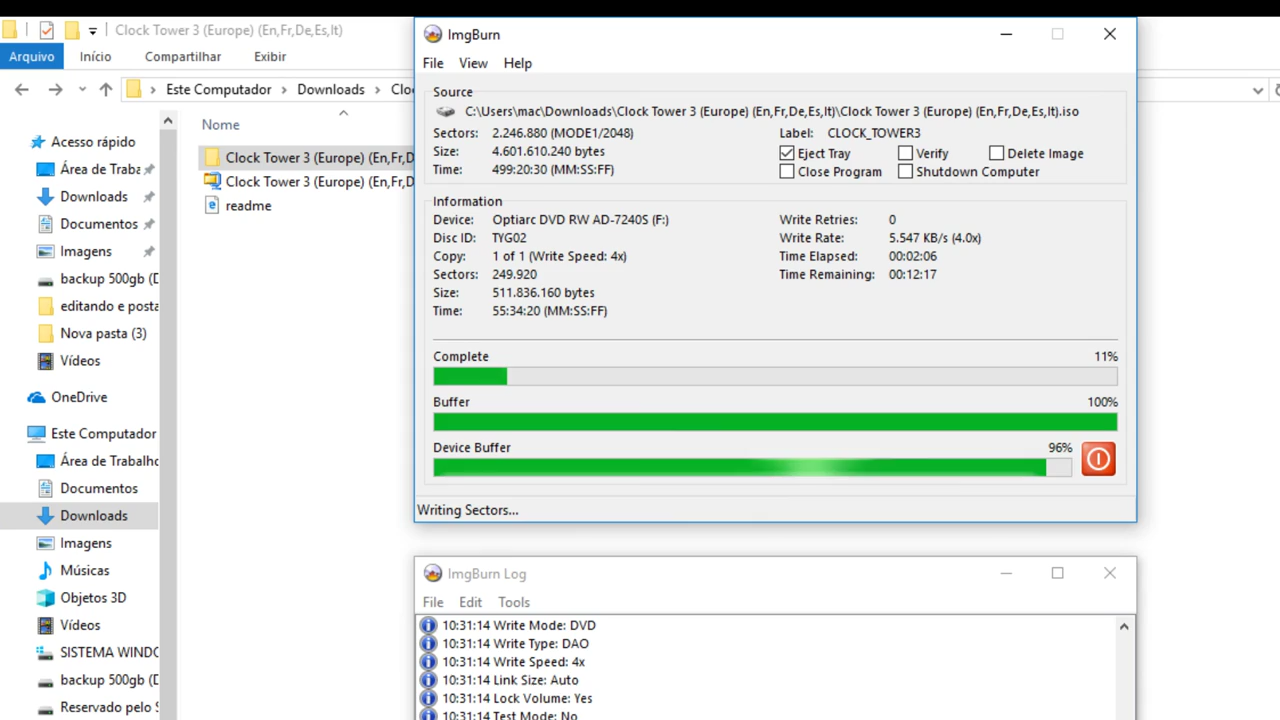 Clock Tower 3 (Europe) (En,Fr,De,Es,It)
Arquivo Início Compartilhar Exibir
Este Computador Downloads Clo
Nome
Clock Tower 3 (Europe) (En,Fr,D
Clock Tower 3 (Europe) (En,Fr,D
readme
Acesso rápido
Área de Traba
Downloads
Documentos
Imagens
backup 500gb (D
editando e posta
Nova pasta (3)
Vídeos
OneDrive
Este Computador
Área de Trabalho
Documentos
Downloads
Imagens
Músicas
Objetos 3D
Vídeos
SISTEMA WINDO
backup 500gb (D
Reservado pelo S
ImgBurn
File View Help
Source
C:\Users\mac\Downloads\Clock Tower 3 (Europe) (En,Fr,De,Es,It)\Clock Tower 3 (Europe) (En,Fr,De,Es,It).iso
Sectors: 2.246.880 (MODE1/2048) Label: CLOCK_TOWER3
Size: 4.601.610.240 bytes Eject Tray Verify Delete Image
Time: 499:20:30 (MM:SS:FF) Close Program Shutdown Computer
Information
Device: Optiarc DVD RW AD-7240S (F:) Write Retries: 0
Disc ID: TYG02 Write Rate: 5.547 KB/s (4.0x)
Copy: 1 of 1 (Write Speed: 4x) Time Elapsed: 00:02:06
Sectors: 249.920 Time Remaining: 00:12:17
Size: 511.836.160 bytes
Time: 55:34:20 (MM:SS:FF)
Complete 11%
Buffer 100%
Device Buffer 96%
Writing Sectors...
ImgBurn Log
File Edit Tools
10:31:14 Write Mode: DVD
10:31:14 Write Type: DAO
10:31:14 Write Speed: 4x
10:31:14 Link Size: Auto
10:31:14 Lock Volume: Yes
10:31:14 Test Mode: No